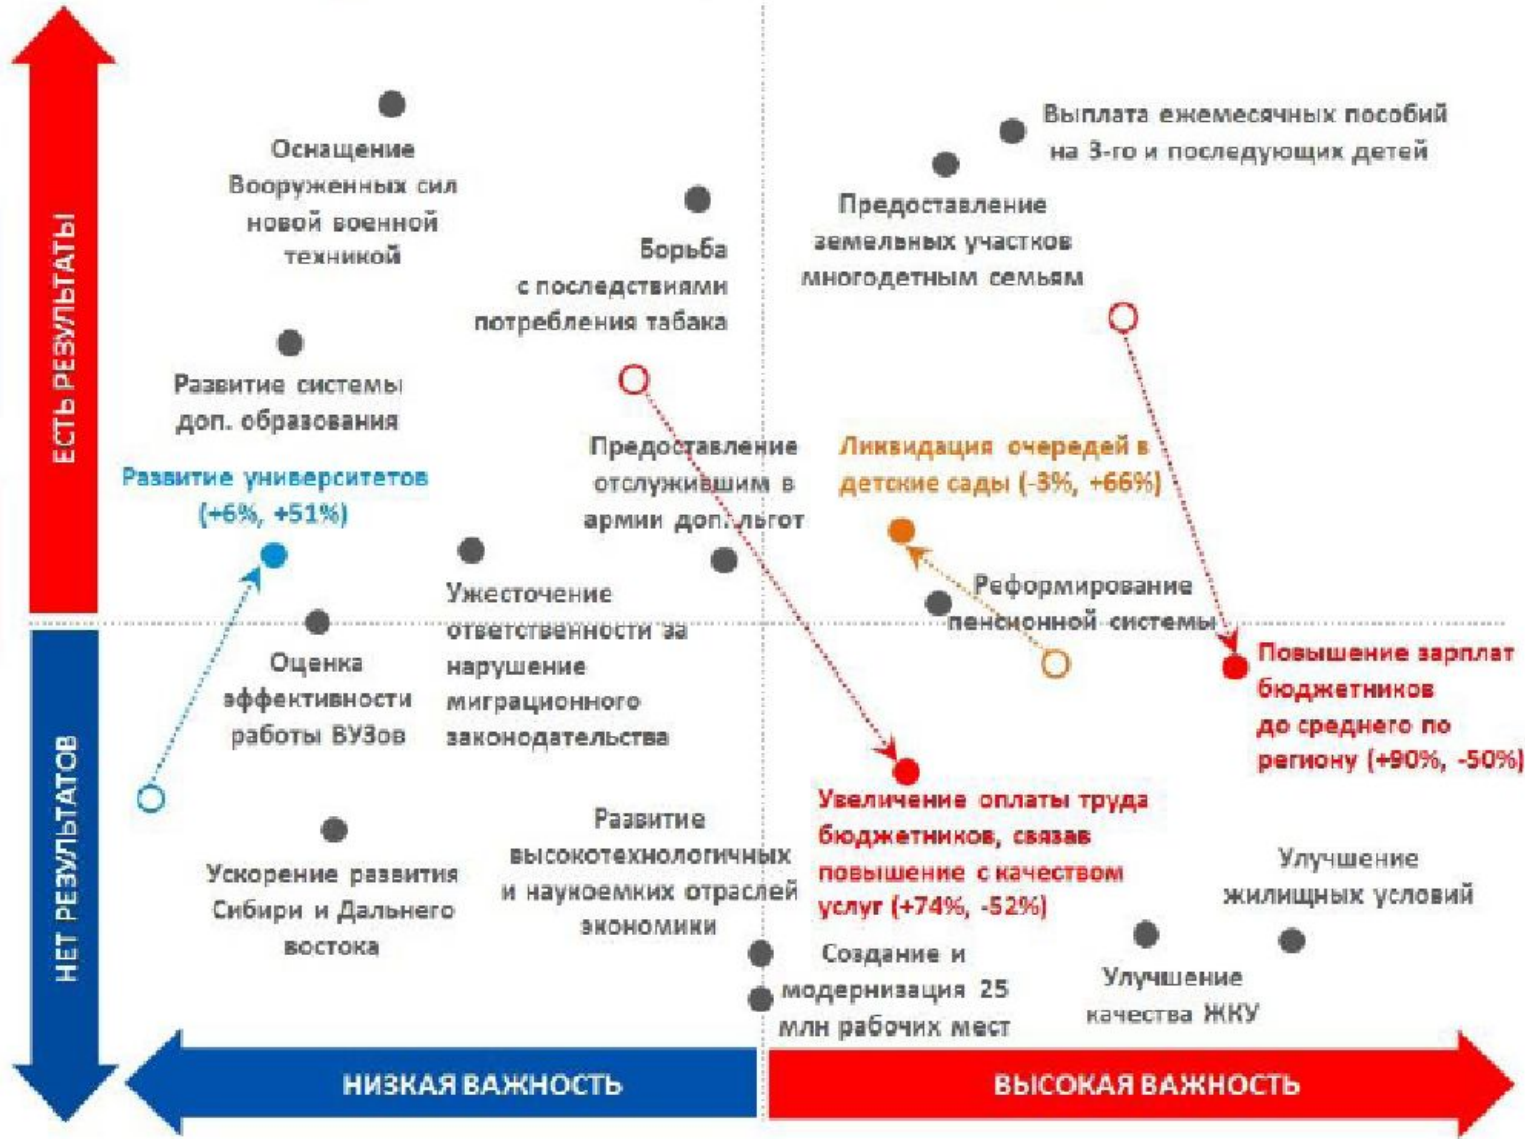 ЕСТЬ РЕЗУЛЬТАТЫ
НЕТ РЕЗУЛЬТАТОВ
Оснащение
Вооруженных сил
новой военной
техникой
Борьба
с последствиями
потребления табака
Выплата ежемесячных пособий
на 3-го и последующих детей
Предоставление
земельных участков
многодетным семьям
Развитие системы
доп. образования
Развитие университетов
(+6%, +51%)
Предоставление
отслужившим в
армии доп. льгот
Ликвидация очередей в
детские сады (-3%, +66%)
Ужесточение
ответственности за
нарушение
миграционного
законодательства
Реформирование
пенсионной системы
Оценка
эффективности
работы ВУЗов
Повышение зарплат
бюджетников
до среднего по
региону (+90%, -50%)
Ускорение развития
Сибири и Дальнего
востока
Развитие
высокотехнологичных
и наукоемких отраслей
экономики
Увеличение оплаты труда
бюджетников, связав
повышение с качеством
услуг (+74%, -52%)
Улучшение
жилищных условий
Создание и
модернизация 25
млн рабочих мест
Улучшение
качества ЖКУ
НИЗКАЯ ВАЖНОСТЬ
ВЫСОКАЯ ВАЖНОСТЬ